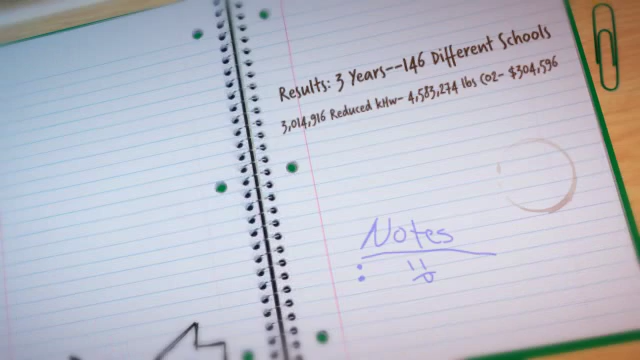 Results: 3 Years--146 Different Schools
3,014,916 Reduced kHw- 4,583,274 lbs CO2- $304,596
Notes